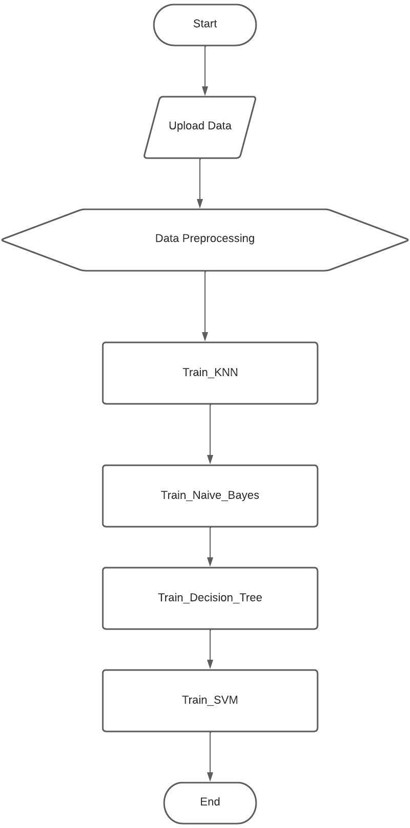 Start
Upload Data
Data Preprocessing
Train_KNN
Train_Naive_Bayes
Train_Decision_Tree
Train_SVM
End